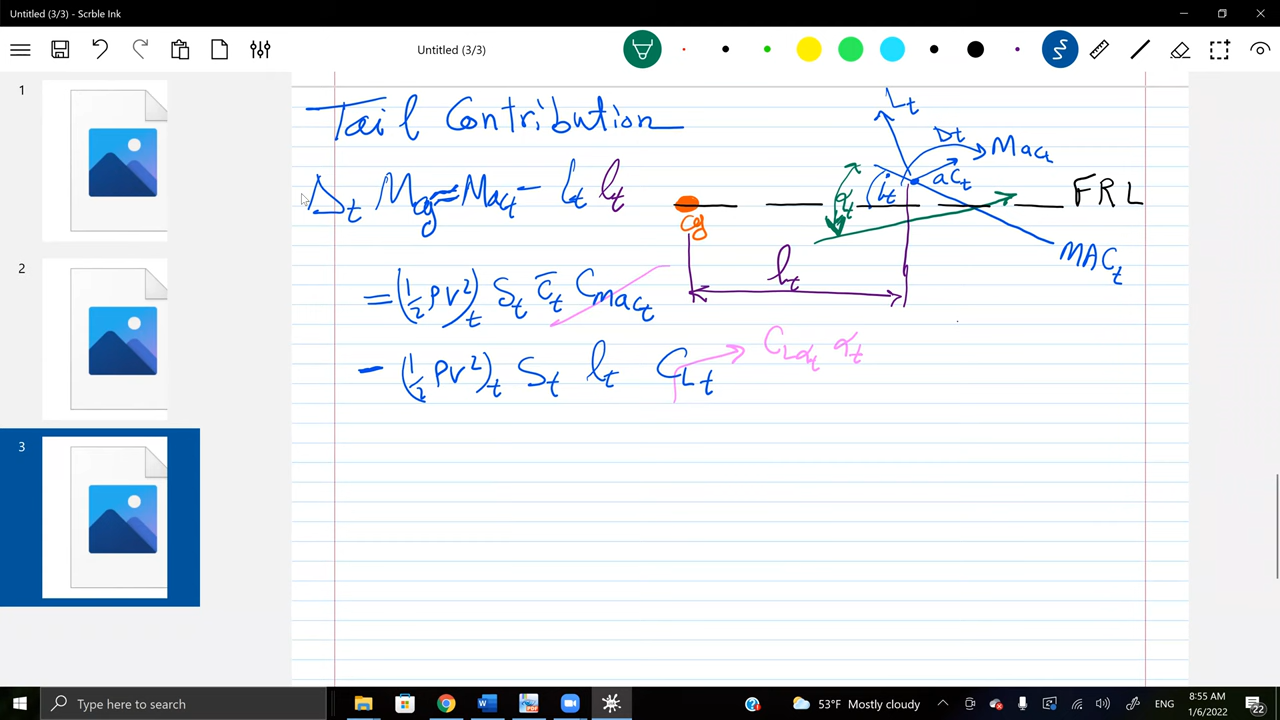 Untitled (3/3) - Scrble Ink
Untitled (3/3)
1
2
3
Tail Contribution
Δt Mcg ≈ Mact - Lt lt
= (½ρv²)t St c̄t Cmact
- (½ρv²)t St lt CLt
CLαt αt
Lt
Dt
Mact
act
it
αt
FRL
cg
MACt
lt
Type here to search
53°F Mostly cloudy
ENG
8:55 AM
1/6/2022
22